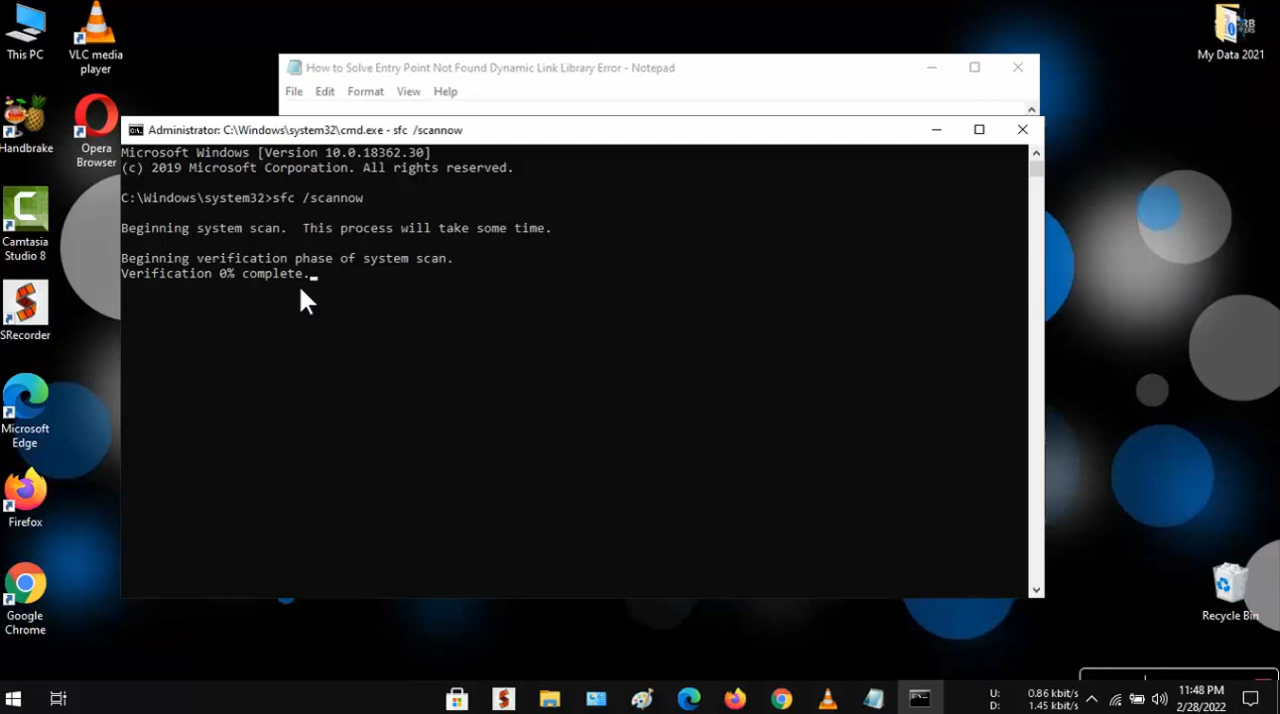 This PC
VLC media
player
My Data 2021
How to Solve Entry Point Not Found Dynamic Link Library Error - Notepad
File Edit Format View Help
Handbrake
Opera
Browser
Administrator: C:\Windows\system32\cmd.exe - sfc /scannow
Microsoft Windows [Version 10.0.18362.30]
(c) 2019 Microsoft Corporation. All rights reserved.
C:\Windows\system32>sfc /scannow
Beginning system scan.  This process will take some time.
Beginning verification phase of system scan.
Verification 0% complete.
Camtasia
Studio 8
SRecorder
Microsoft
Edge
Firefox
Google
Chrome
Recycle Bin
U: 0.86 kbit/s
D: 1.45 kbit/s
11:48 PM
2/28/2022